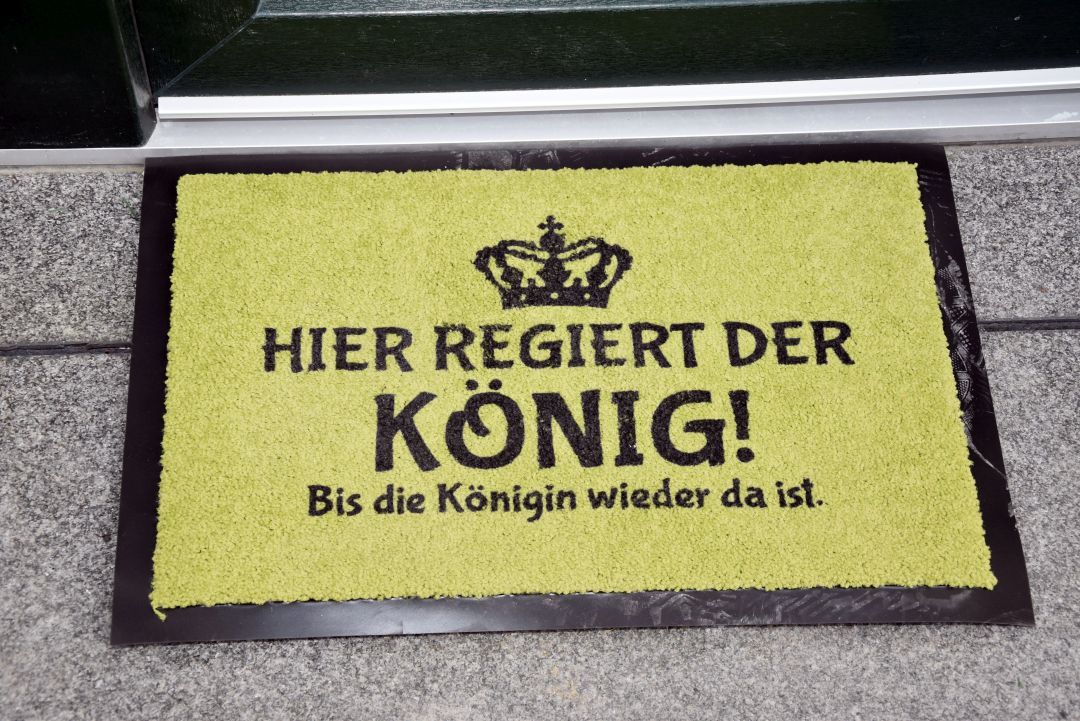 HIER REGIERT DER
KÖNIG!
Bis die Königin wieder da ist.